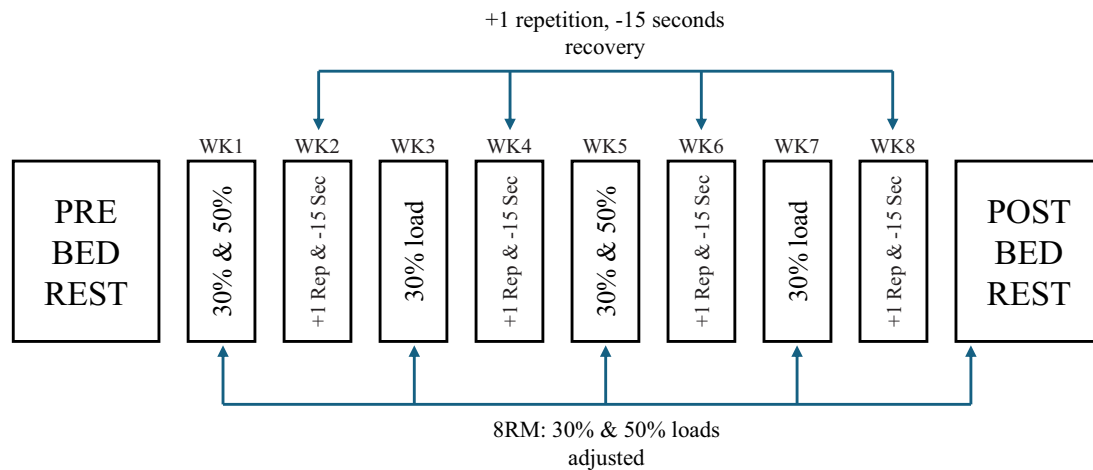 +1 repetition, -15 seconds
recovery
WK1
WK2
WK3
WK4
WK5
WK6
WK7
WK8
PRE
BED
REST
30% & 50%
+1 Rep & -15 Sec
30% load
+1 Rep & -15 Sec
30% & 50%
+1 Rep & -15 Sec
30% load
+1 Rep & -15 Sec
POST
BED
REST
8RM: 30% & 50% loads
adjusted